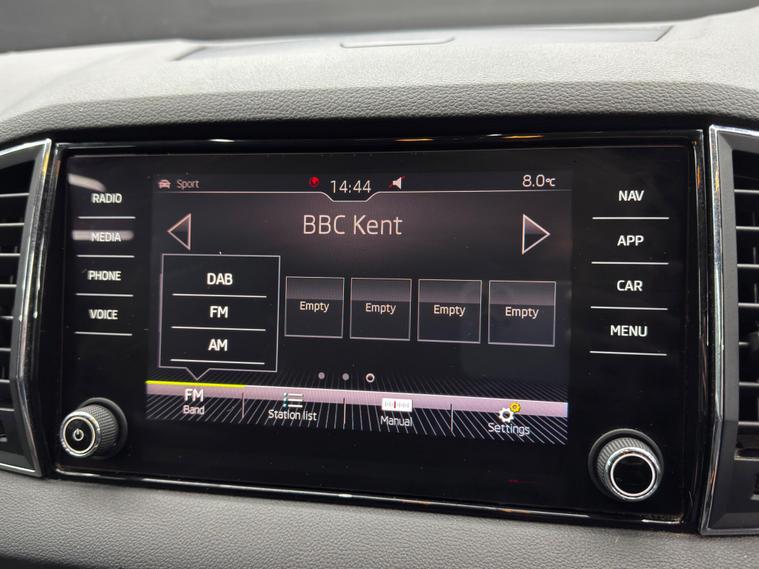 Sport
14:44
8.0°C
RADIO
MEDIA
PHONE
VOICE
BBC Kent
DAB
FM
AM
Empty
Empty
Empty
Empty
FM
Band
Station list
Manual
Settings
NAV
APP
CAR
MENU